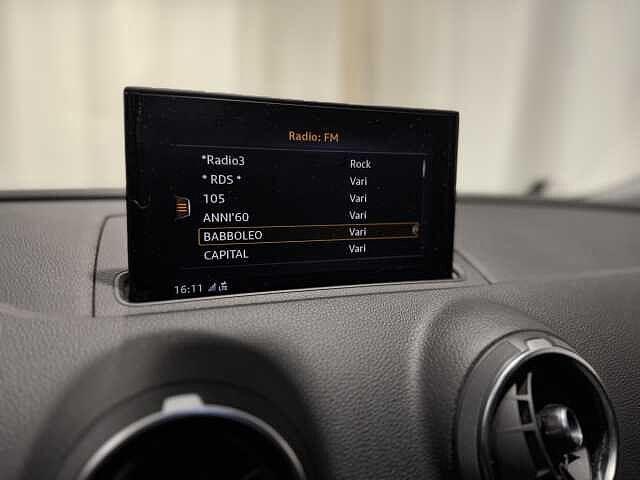 Radio: FM
*Radio3 Rock
* RDS * Vari
105 Vari
ANNI'60 Vari
BABBOLEO Vari
CAPITAL Vari
16:11